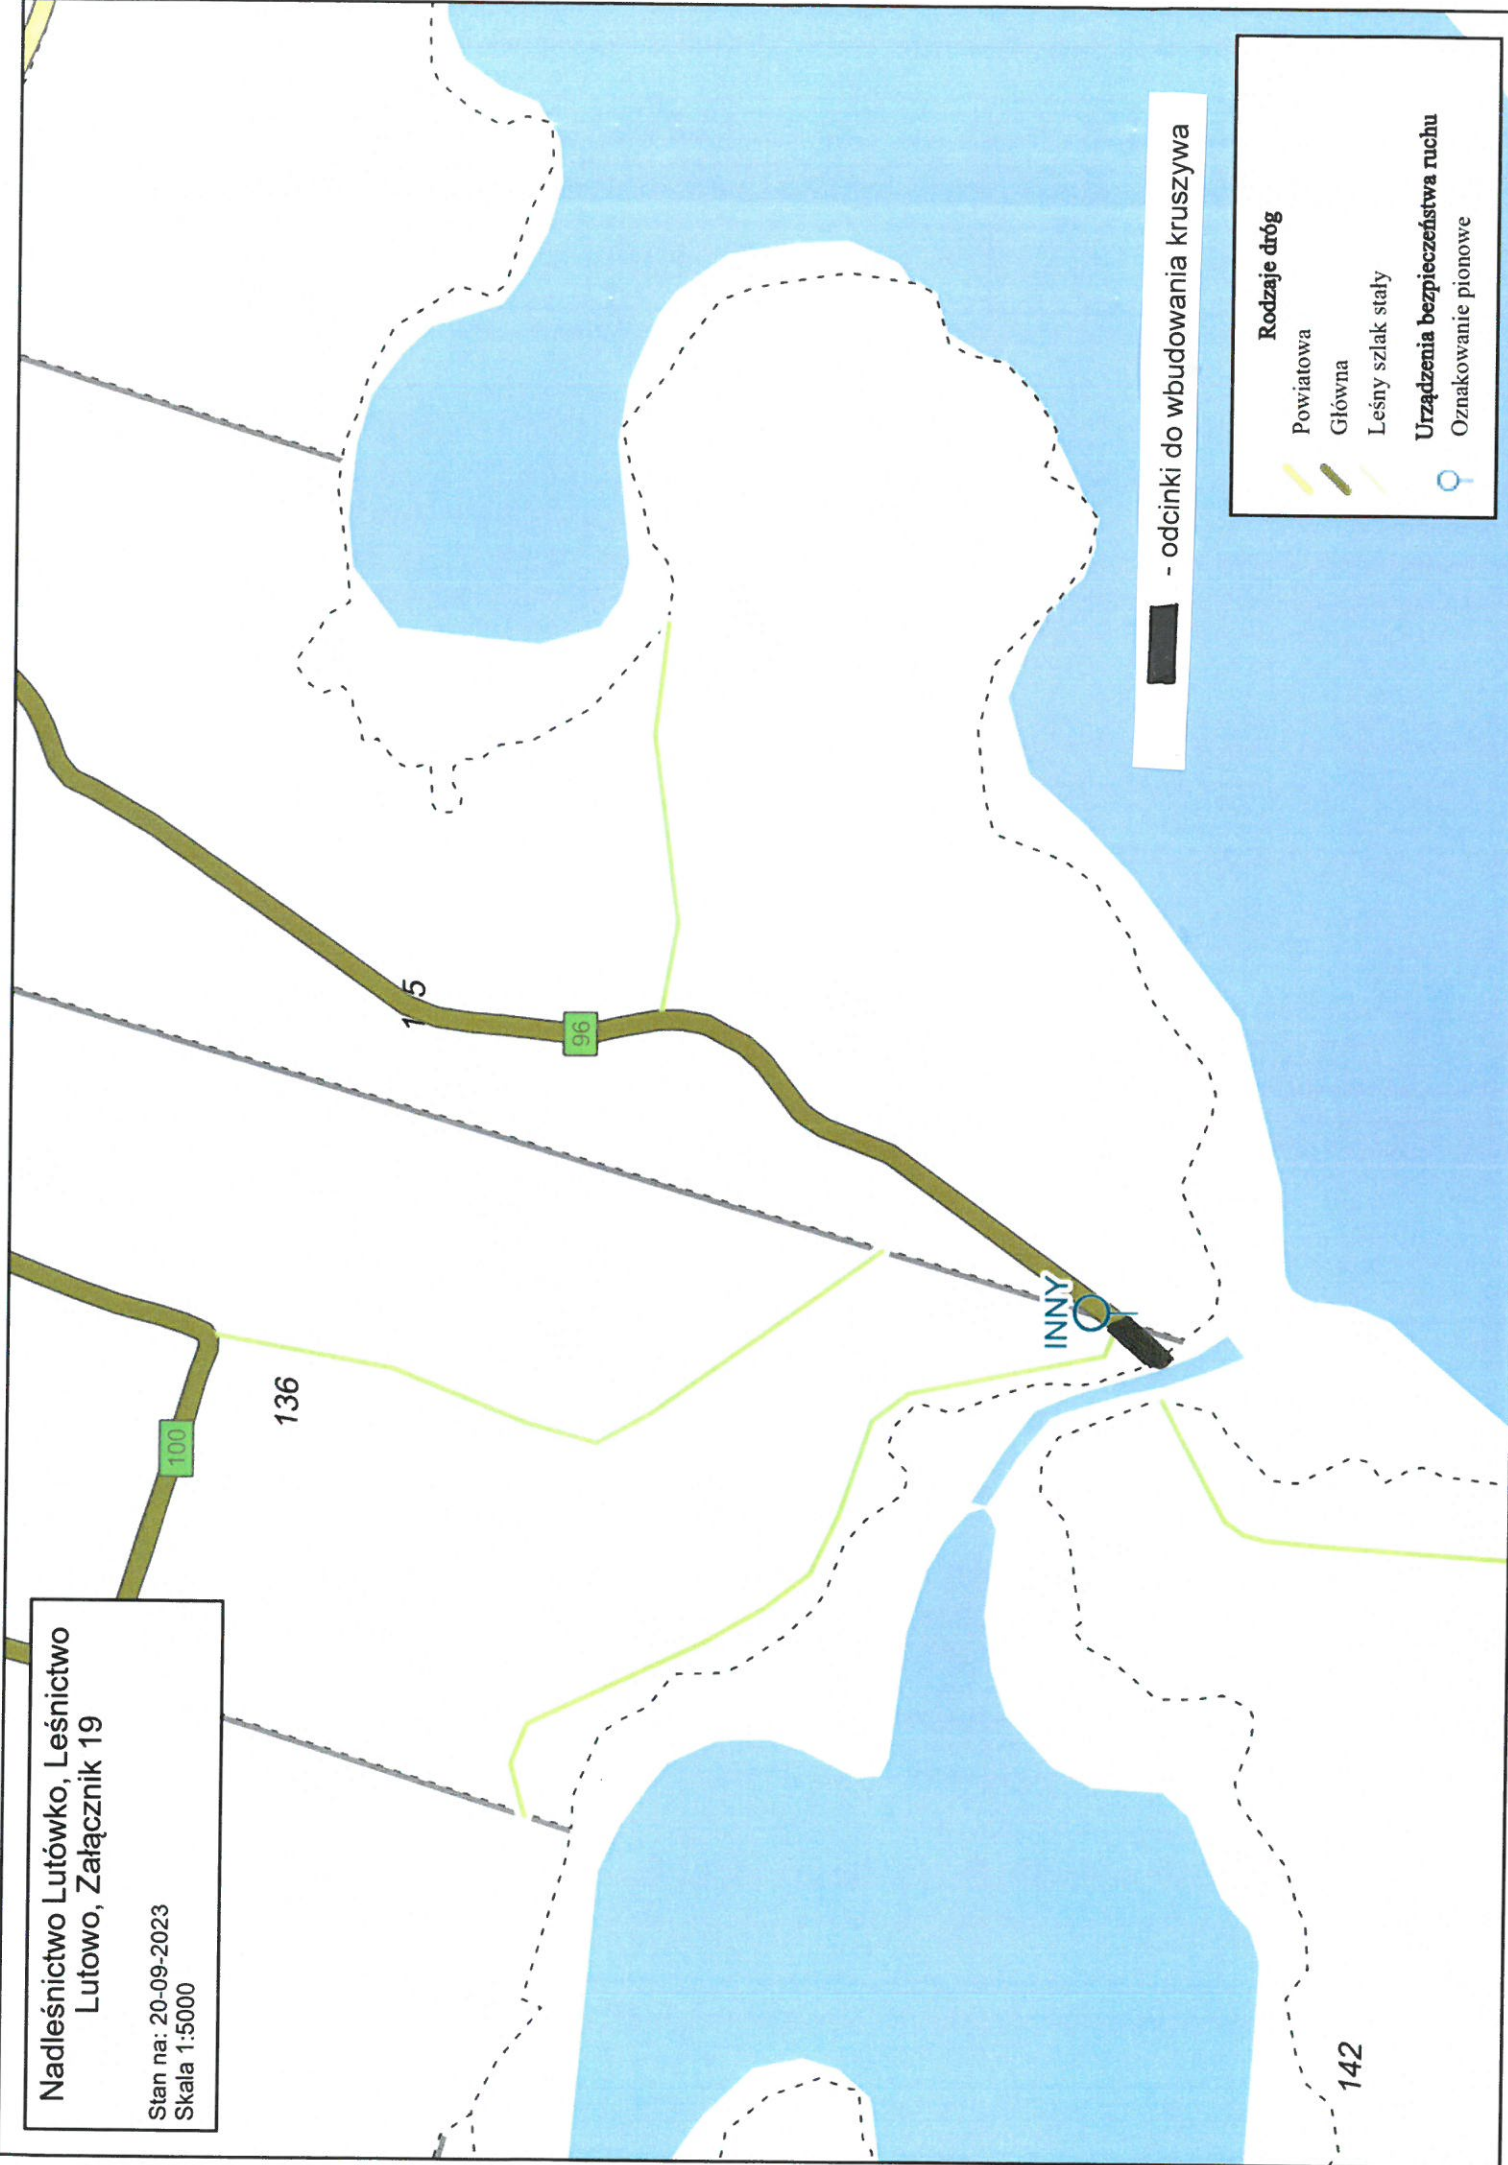 Nadleśnictwo Lutówko, Leśnictwo
Lutowo, Załącznik 19
Stan na: 20-09-2023
Skala 1:5000
100
136
96
INNY
142
- odcinki do wbudowania kruszywa
Rodzaje dróg
Powiatowa
Główna
Leśny szlak stały
Urządzenia bezpieczeństwa ruchu
Oznakowanie pionowe